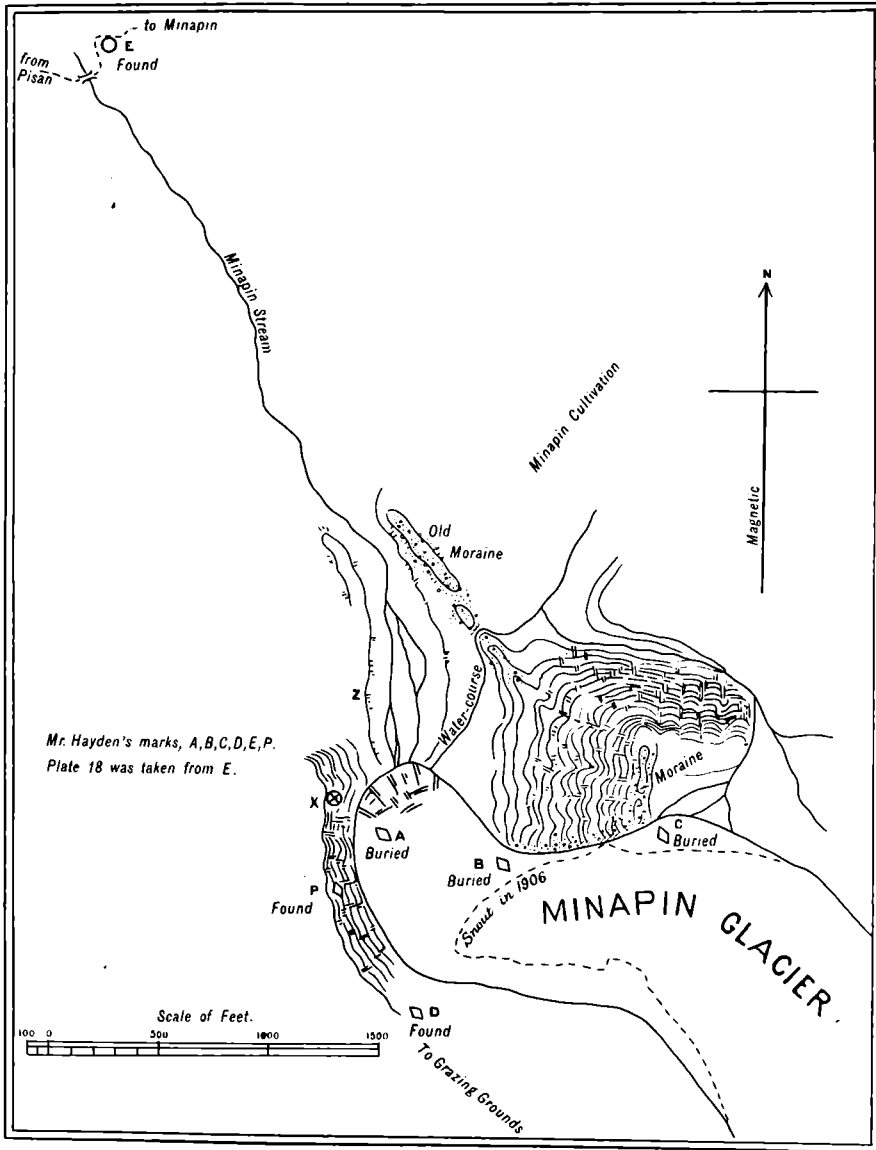 to Minapin
E
Found
from
Pisan
Minapin Stream
N
Magnetic
Minapin Cultivation
Old
Moraine
Water-course
Z
Mr. Hayden's marks, A,B,C,D,E,P.
Plate 18 was taken from E.
X
Moraine
A
Buried
B
Buried
C
Buried
P
Found
Snout in 1906
MINAPIN GLACIER
D
Found
To Grazing Grounds
Scale of Feet.
100 0 500 1000 1500